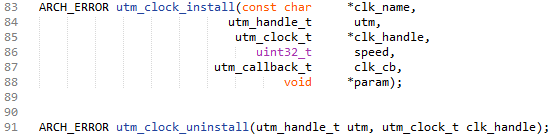 83 ARCH_ERROR utm_clock_install(const char *clk_name,
84 utm_handle_t utm,
85 utm_clock_t *clk_handle,
86 uint32_t speed,
87 utm_callback_t clk_cb,
88 void *param);
89
90
91 ARCH_ERROR utm_clock_uninstall(utm_handle_t utm, utm_clock_t clk_handle);